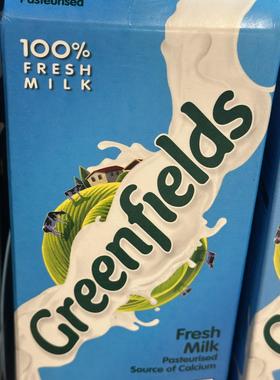 Pasteurised
100%
FRESH
MILK
Greenfields
Fresh
Milk
Pasteurised
Source of Calcium